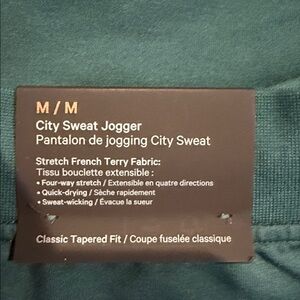 M / M
City Sweat Jogger
Pantalon de jogging City Sweat
Stretch French Terry Fabric:
Tissu bouclette extensible :
• Four-way stretch / Extensible en quatre directions
• Quick-drying / Sèche rapidement
• Sweat-wicking / Évacue la sueur
Classic Tapered Fit / Coupe fuselée classique